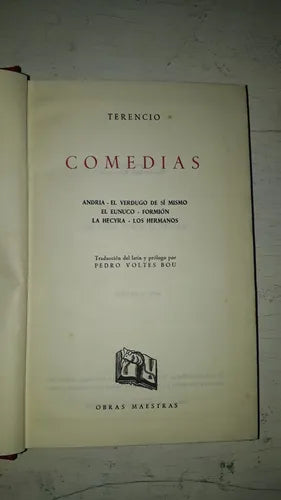 TERENCIO
COMEDIAS
ANDRIA - EL VERDUGO DE SÍ MISMO
EL EUNUCO - FORMIÓN
LA HECYRA - LOS HERMANOS
Traducción del latín y prólogo por
PEDRO VOLTES BOU
OBRAS MAESTRAS